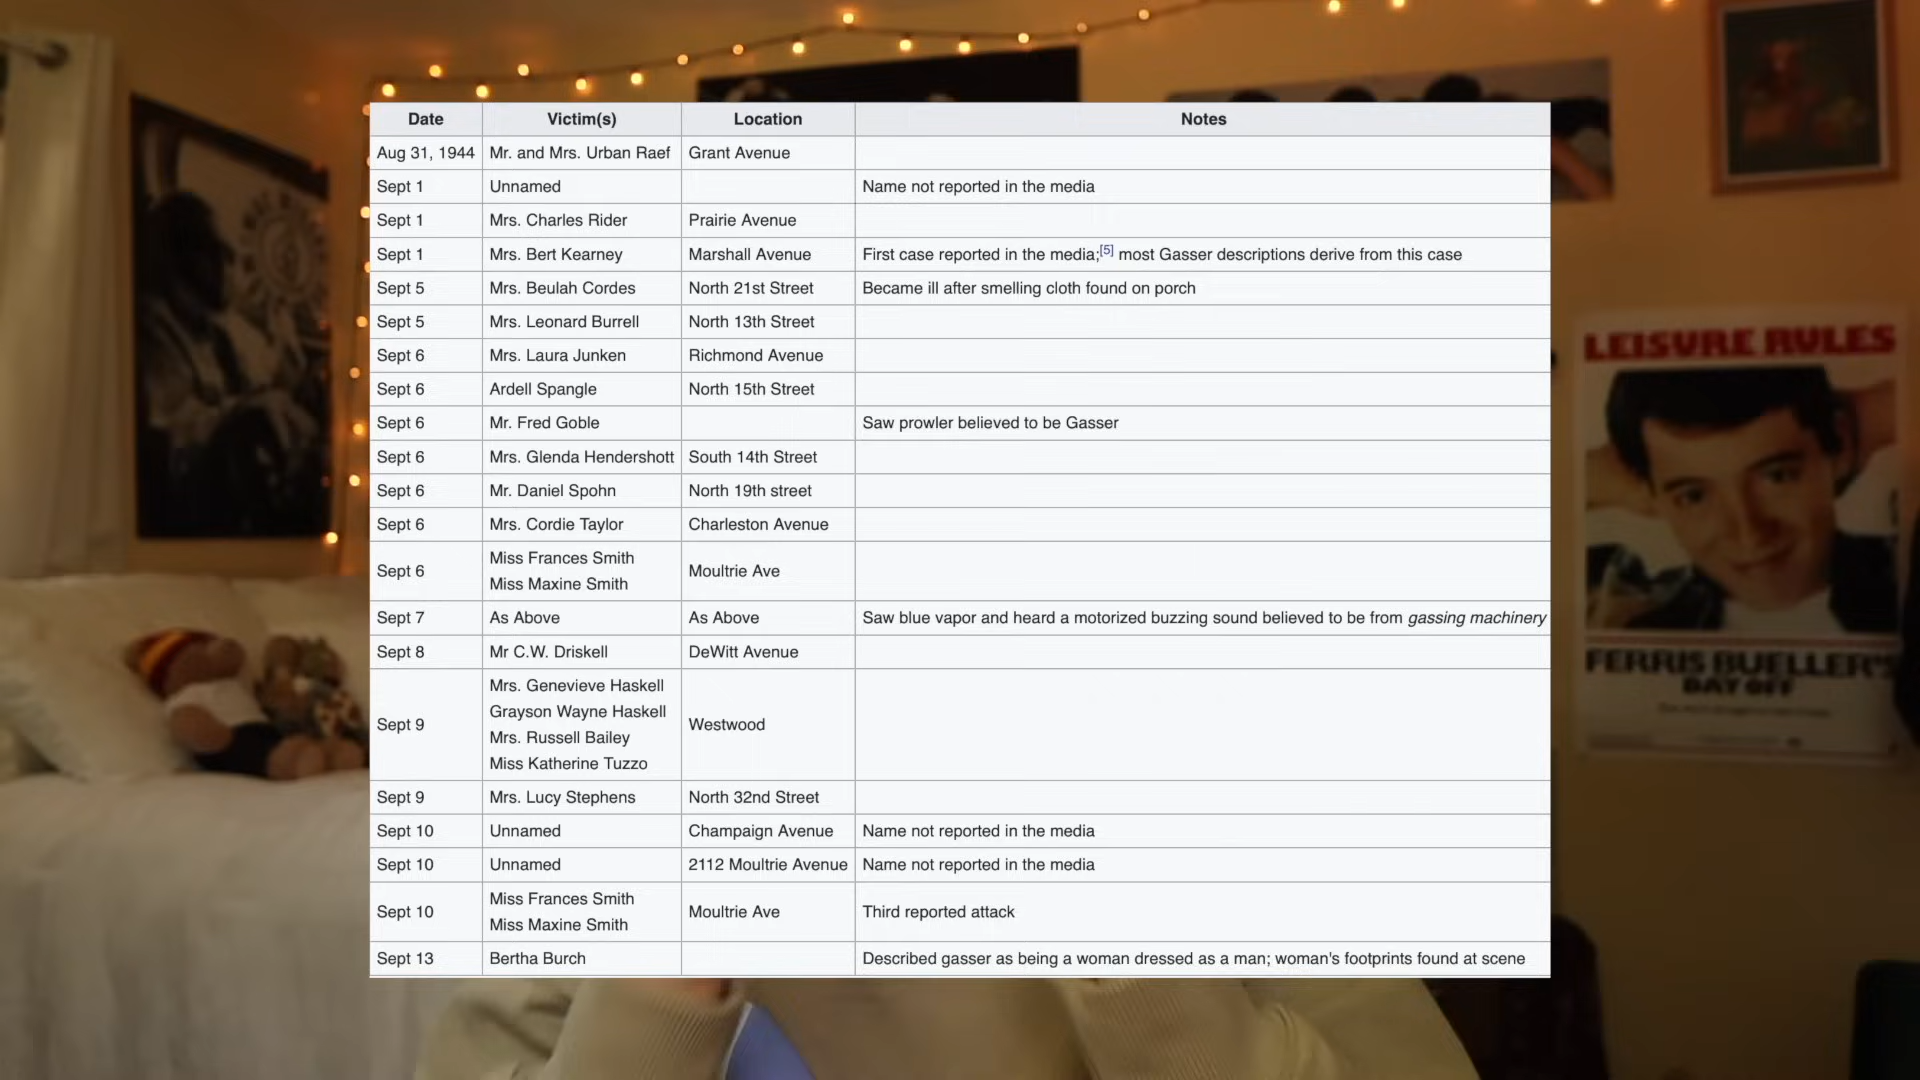 Date Victim(s) Location Notes
Aug 31, 1944 Mr. and Mrs. Urban Raef Grant Avenue
Sept 1 Unnamed Name not reported in the media
Sept 1 Mrs. Charles Rider Prairie Avenue
Sept 1 Mrs. Bert Kearney Marshall Avenue First case reported in the media;[5] most Gasser descriptions derive from this case
Sept 5 Mrs. Beulah Cordes North 21st Street Became ill after smelling cloth found on porch
Sept 5 Mrs. Leonard Burrell North 13th Street
Sept 6 Mrs. Laura Junken Richmond Avenue
Sept 6 Ardell Spangle North 15th Street
Sept 6 Mr. Fred Goble Saw prowler believed to be Gasser
Sept 6 Mrs. Glenda Hendershott South 14th Street
Sept 6 Mr. Daniel Spohn North 19th street
Sept 6 Mrs. Cordie Taylor Charleston Avenue
Sept 6 Miss Frances Smith
Miss Maxine Smith Moultrie Ave
Sept 7 As Above As Above Saw blue vapor and heard a motorized buzzing sound believed to be from gassing machinery
Sept 8 Mr C.W. Driskell DeWitt Avenue
Sept 9 Mrs. Genevieve Haskell
Grayson Wayne Haskell
Mrs. Russell Bailey
Miss Katherine Tuzzo Westwood
Sept 9 Mrs. Lucy Stephens North 32nd Street
Sept 10 Unnamed Champaign Avenue Name not reported in the media
Sept 10 Unnamed 2112 Moultrie Avenue Name not reported in the media
Sept 10 Miss Frances Smith
Miss Maxine Smith Moultrie Ave Third reported attack
Sept 13 Bertha Burch Described gasser as being a woman dressed as a man; woman's footprints found at scene
LEISURE RULES
FERRIS BUELLER'S
DAY OFF